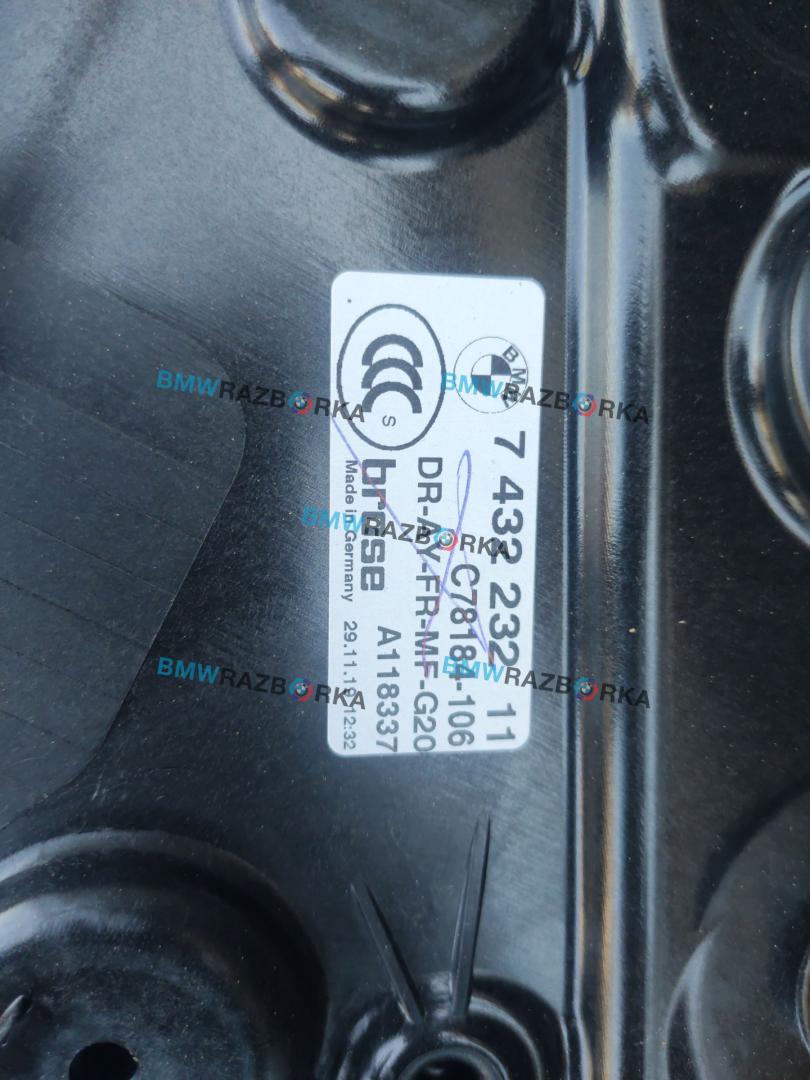 BMW
7 432 232 11
C78184-106
DR-AY-FR-MF-G20
S
brose A118337
Made in Germany 29.11.19 12:32
BMWRAZBORKA
BMWRAZBORKA
BMWRAZBORKA
BMWRAZBORKA
BMWRAZBORKA